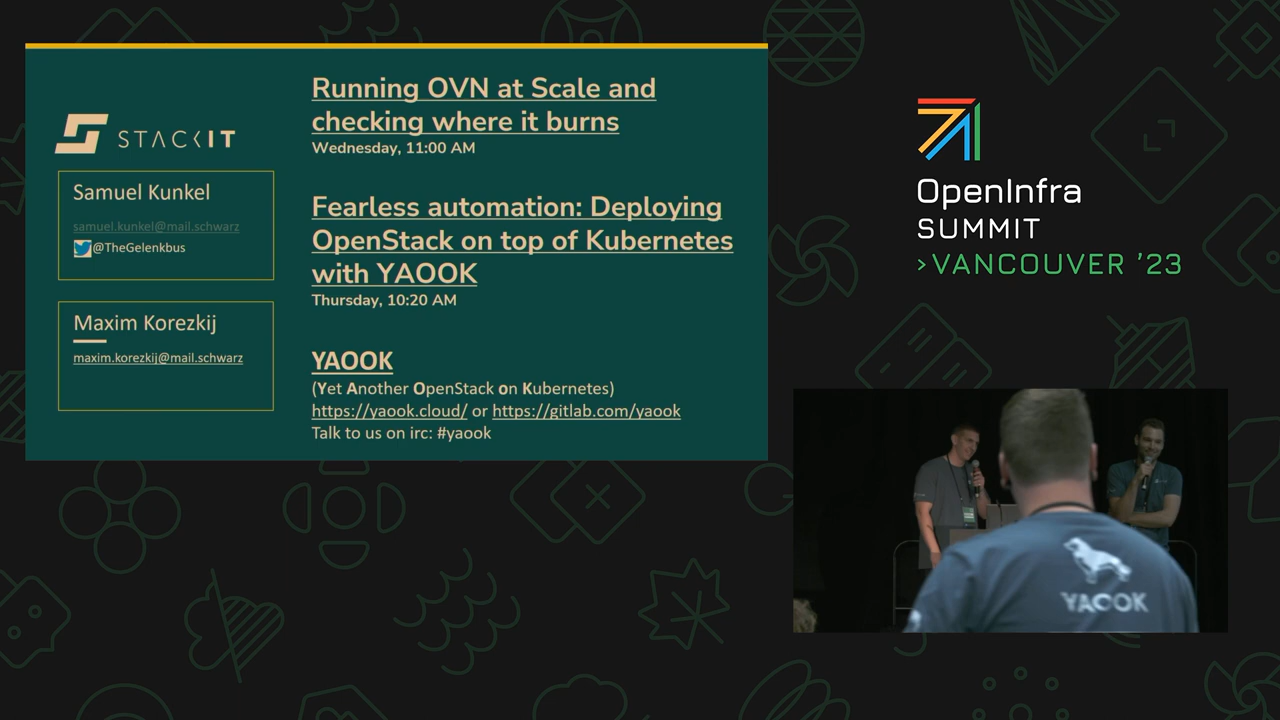 STACKIT
Samuel Kunkel
samuel.kunkel@mail.schwarz
@TheGelenkbus
Maxim Korezkij
maxim.korezkij@mail.schwarz
Running OVN at Scale and
checking where it burns
Wednesday, 11:00 AM
Fearless automation: Deploying
OpenStack on top of Kubernetes
with YAOOK
Thursday, 10:20 AM
YAOOK
(Yet Another OpenStack on Kubernetes)
https://yaook.cloud/ or https://gitlab.com/yaook
Talk to us on irc: #yaook
OpenInfra
SUMMIT
>VANCOUVER '23
YAOOK